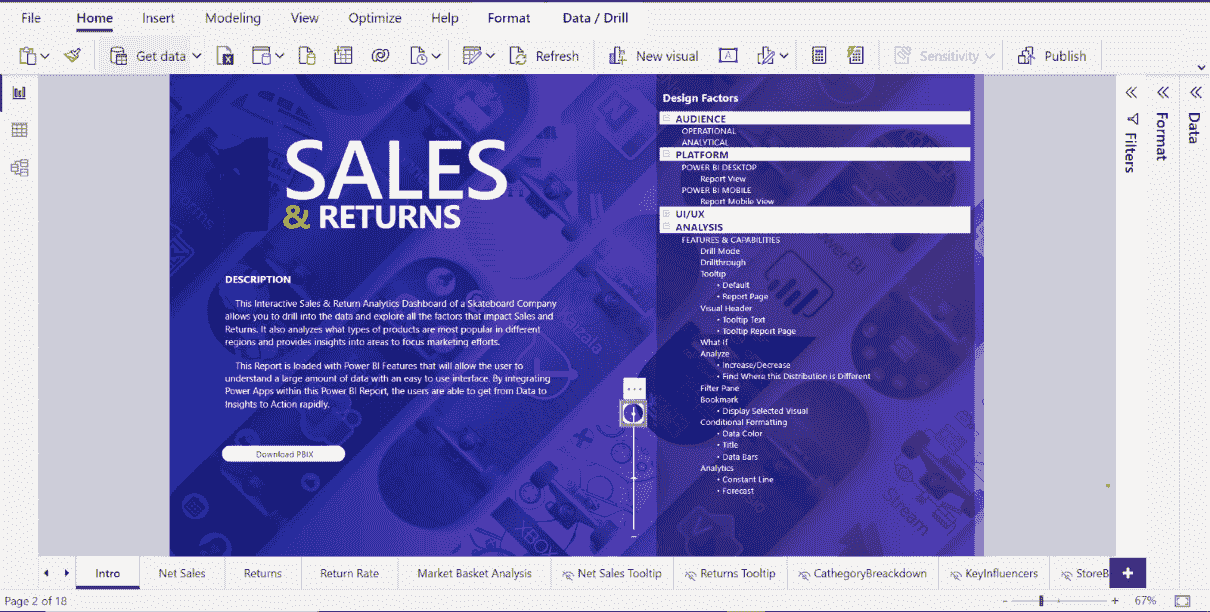 File Home Insert Modeling View Optimize Help Format Data / Drill
Get data Refresh New visual Sensitivity Publish
SALES
& RETURNS
DESCRIPTION
This Interactive Sales & Return Analytics Dashboard of a Skateboard Company
allows you to drill into the data and explore all the factors that impact Sales and
Returns. It also analyzes what types of products are most popular in different
regions and provides insights into areas to focus marketing efforts.
This Report is loaded with Power BI Features that will allow the user to
understand a large amount of data with an easy to use interface. By integrating
Power Apps within this Power BI Report, the users are able to get from Data to
Insights to Action rapidly.
Download PBIX
Design Factors
AUDIENCE
OPERATIONAL
ANALYTICAL
PLATFORM
POWER BI DESKTOP
Report View
POWER BI MOBILE
Report Mobile View
UI/UX
ANALYSIS
FEATURES & CAPABILITIES
Drill Mode
Drillthrough
Tooltip
• Default
• Report Page
Visual Header
• Tooltip Text
• Tooltip Report Page
What If
Analyze
• Increase/Decrease
• Find Where this Distribution is Different
Filter Pane
Bookmark
• Display Selected Visual
Conditional Formatting
• Data Color
• Title
• Data Bars
Analytics
• Constant Line
• Forecast
Power BI
Stream
XBOX
Filters
Format
Data
Intro Net Sales Returns Return Rate Market Basket Analysis Net Sales Tooltip Returns Tooltip CathegoryBreackdown KeyInfluencers StoreB
Page 2 of 18
67%